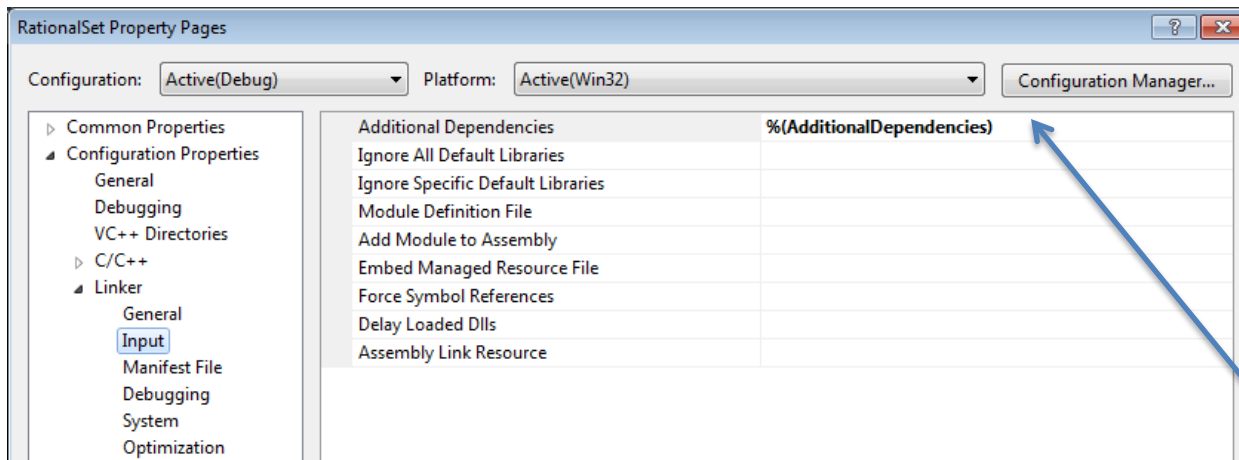 RationalSet Property Pages
Configuration: Active(Debug) Platform: Active(Win32) Configuration Manager...
Common Properties
Configuration Properties
General
Debugging
VC++ Directories
C/C++
Linker
General
Input
Manifest File
Debugging
System
Optimization
Additional Dependencies %(AdditionalDependencies)
Ignore All Default Libraries
Ignore Specific Default Libraries
Module Definition File
Add Module to Assembly
Embed Managed Resource File
Force Symbol References
Delay Loaded Dlls
Assembly Link Resource